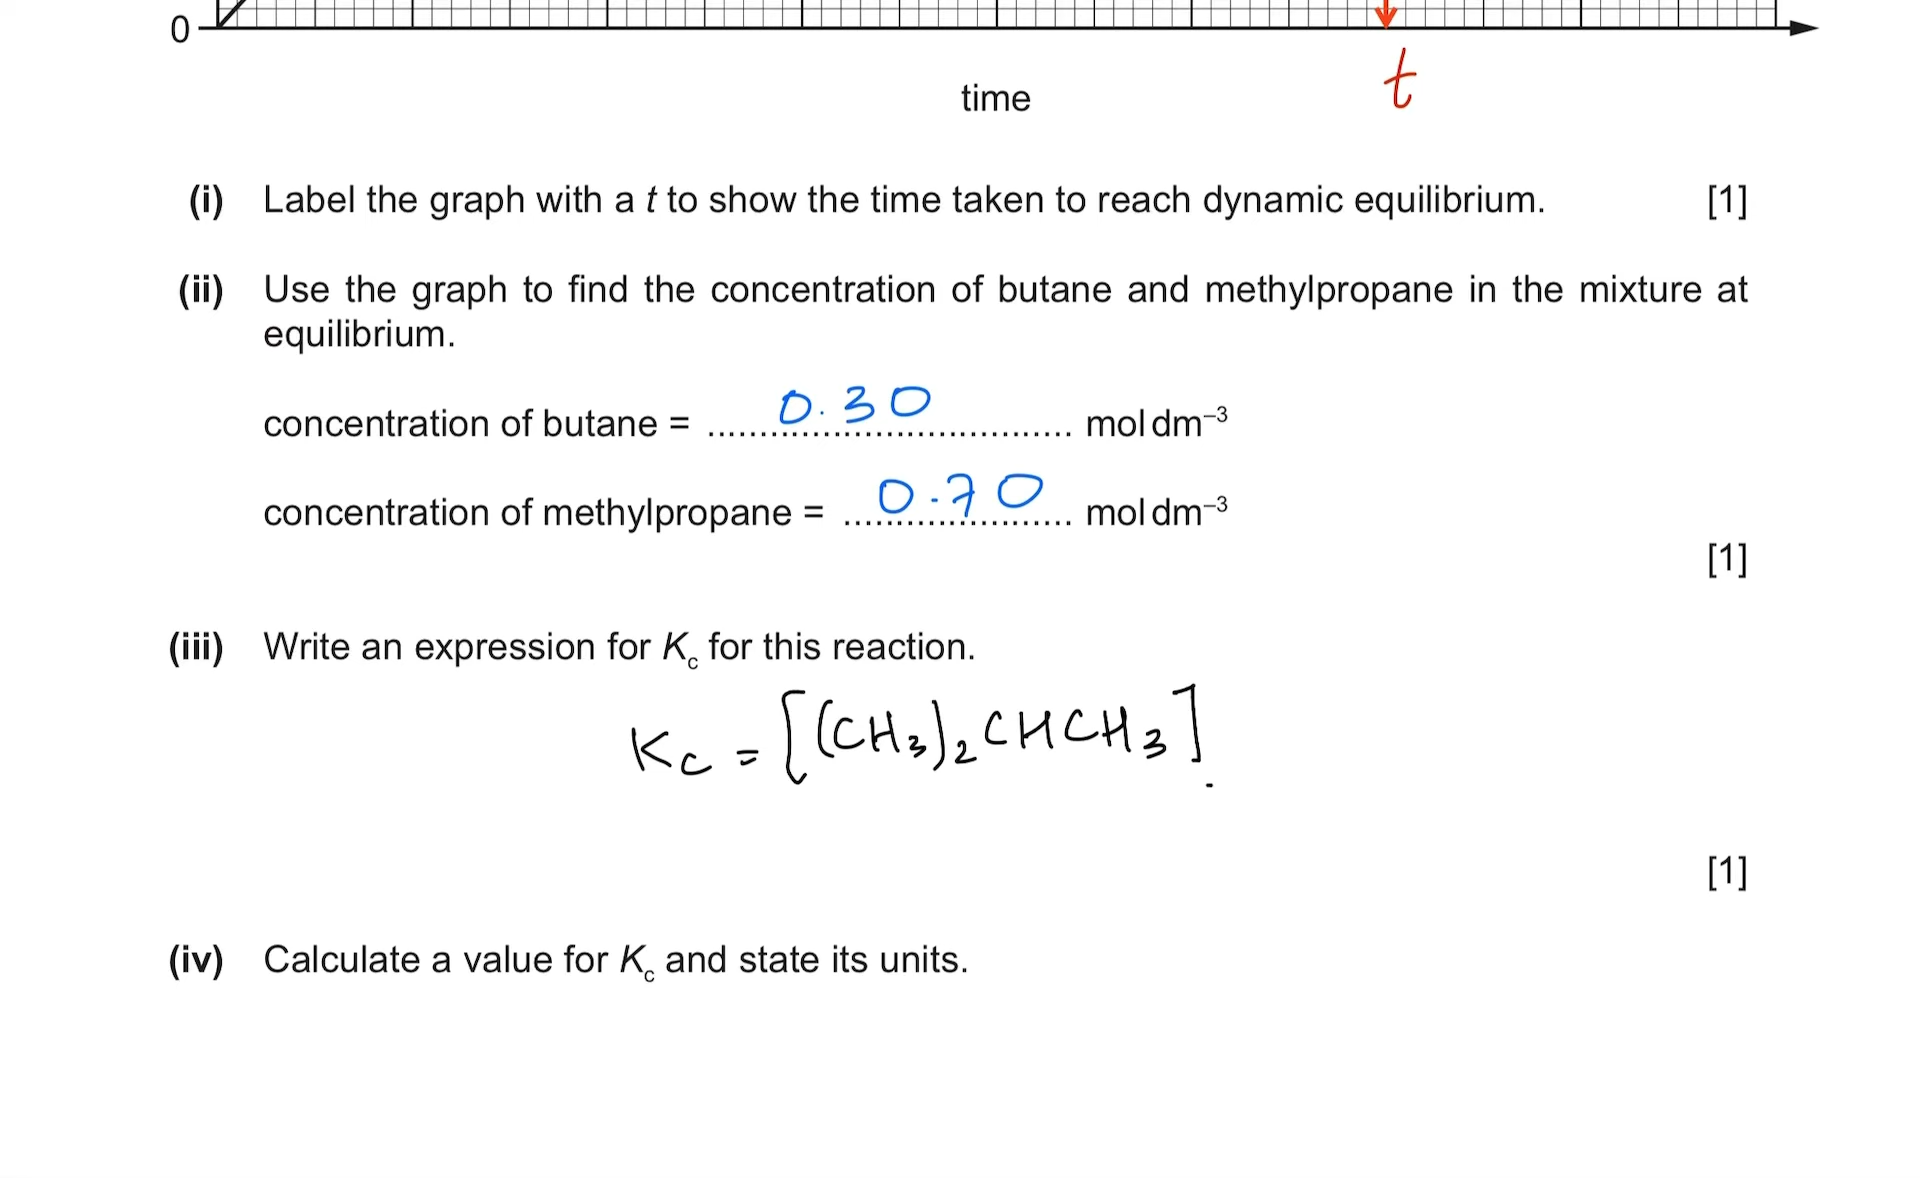 0
t
time
(i) Label the graph with a t to show the time taken to reach dynamic equilibrium. [1]
(ii) Use the graph to find the concentration of butane and methylpropane in the mixture at
equilibrium.
concentration of butane = ...... 0.30 ...... mol dm⁻³
concentration of methylpropane = ...... 0.70 ...... mol dm⁻³
[1]
(iii) Write an expression for Kc for this reaction.
Kc = [(CH₃)₂CHCH₃]
[1]
(iv) Calculate a value for Kc and state its units.